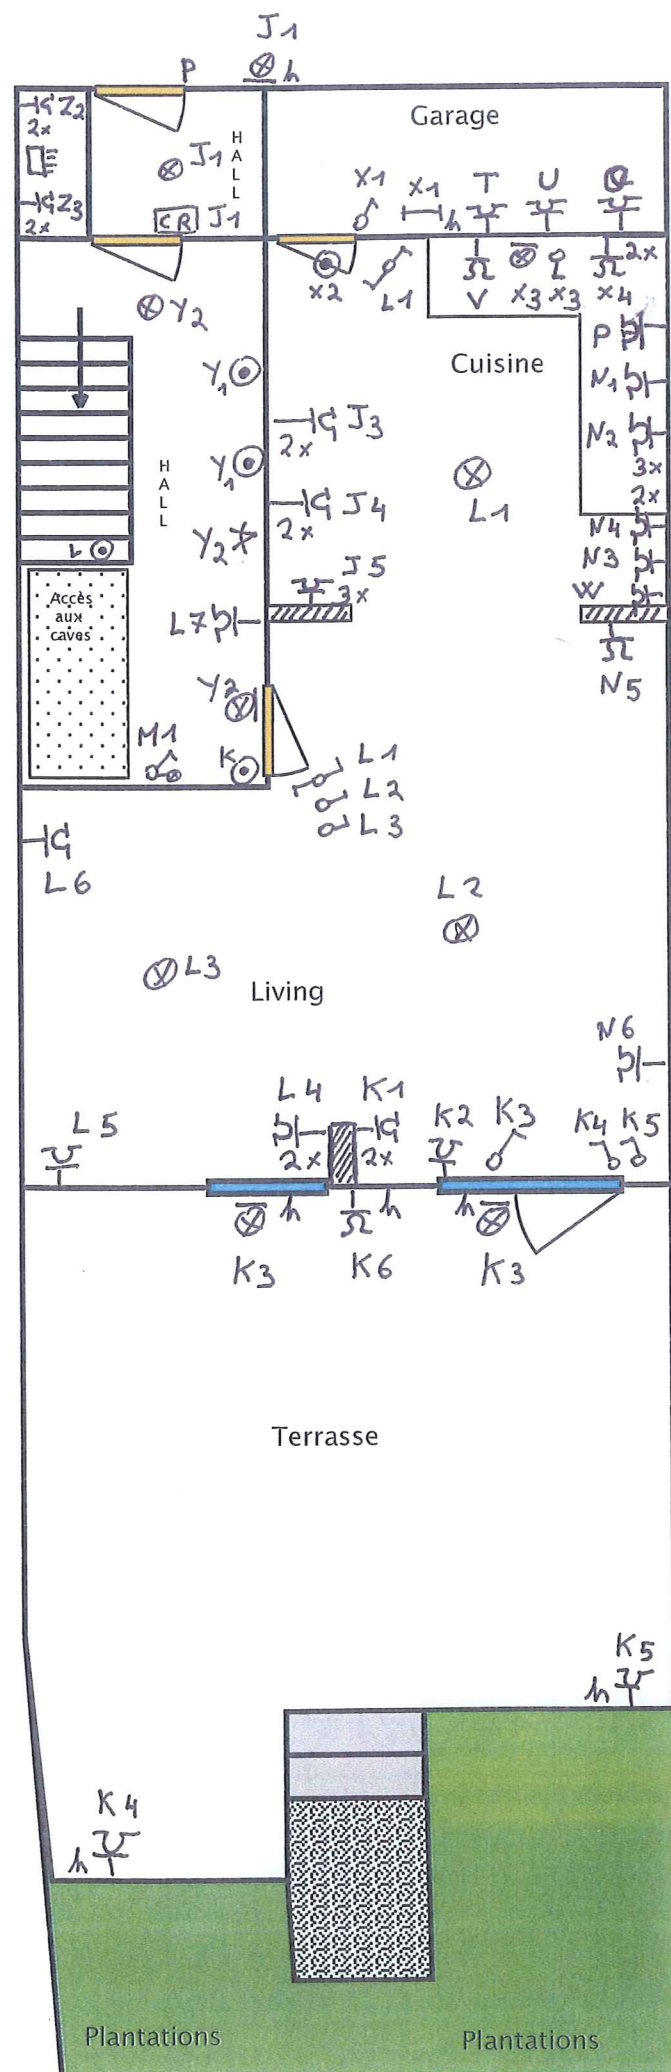 J1
P
h
Z2
2x
HALL
Garage
J1
Z3
2x
CR J1
X1
X1
h
T
U
Q
2x
X2
L1
V
X3
X3
X4
Y2
P
Y1
Cuisine
N1
J3
2x
N2
3x
Y1
HALL
L1
2x
J4
2x
N4
Y2
J5
3x
N3
W
Accès
aux
caves
L7
N5
Y2
M1
K
L1
L2
L3
L6
L2
L3
Living
N6
L4
K1
L5
2x
2x
K2
K3
K4
K5
h
h
h
K3
K6
K3
Terrasse
K5
h
K4
h
Plantations
Plantations